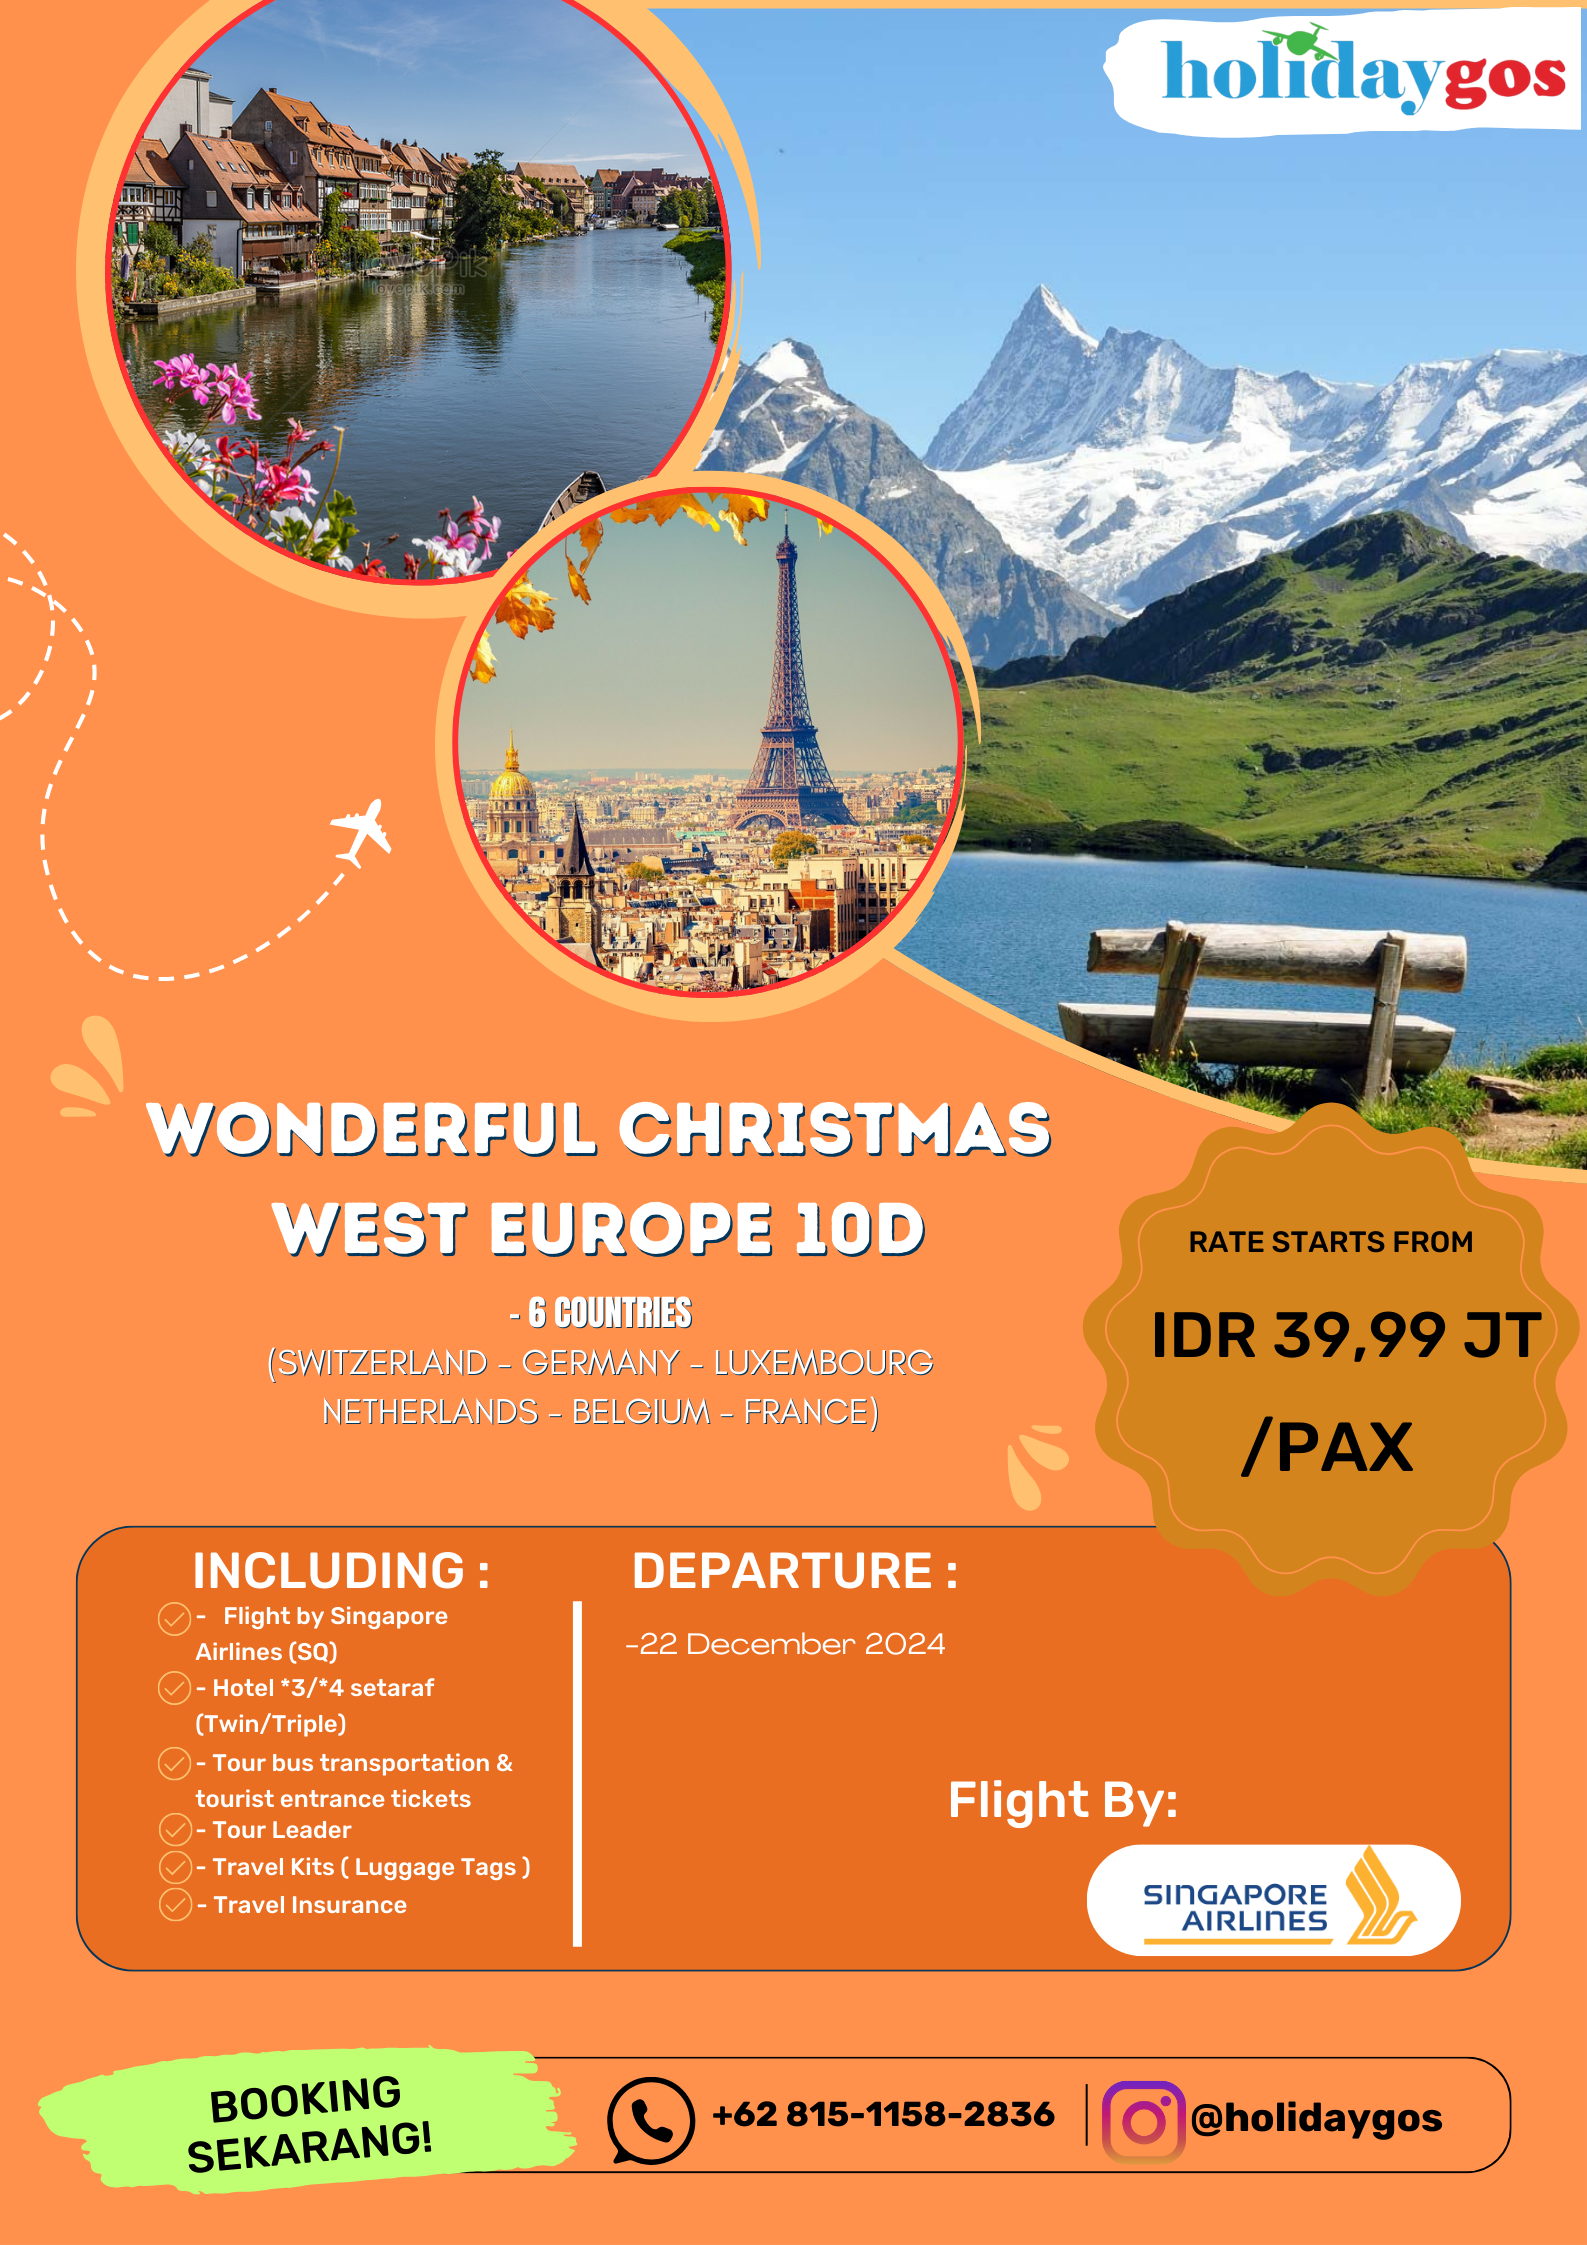 holidaygos
lovepik
lovepik.com
WONDERFUL CHRISTMAS
WEST EUROPE 10D
- 6 COUNTRIES
(SWITZERLAND - GERMANY - LUXEMBOURG
NETHERLANDS - BELGIUM - FRANCE)
RATE STARTS FROM
IDR 39,99 JT
/PAX
INCLUDING :
- Flight by Singapore
Airlines (SQ)
- Hotel *3/*4 setaraf
(Twin/Triple)
- Tour bus transportation &
tourist entrance tickets
- Tour Leader
- Travel Kits ( Luggage Tags )
- Travel Insurance
DEPARTURE :
-22 December 2024
Flight By:
SINGAPORE
AIRLINES
BOOKING
SEKARANG!
+62 815-1158-2836
@holidaygos